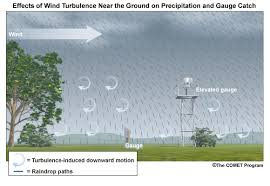 Effects of Wind Turbulence Near the Ground on Precipitation and Gauge Catch
Wind
Elevated gauge
Gauge
= Turbulence-induced downward motion
= Raindrop paths
©The COMET Program